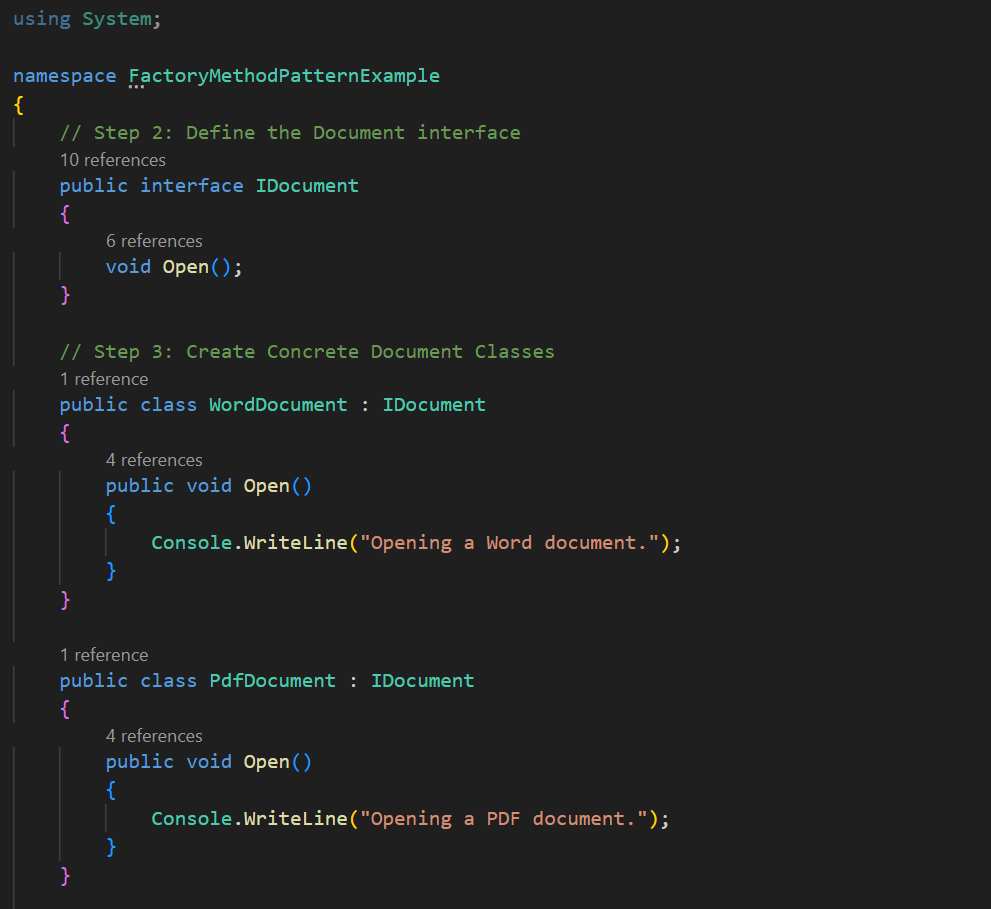 using System;
namespace FactoryMethodPatternExample
{
// Step 2: Define the Document interface
10 references
public interface IDocument
{
6 references
void Open();
}
// Step 3: Create Concrete Document Classes
1 reference
public class WordDocument : IDocument
{
4 references
public void Open()
{
Console.WriteLine("Opening a Word document.");
}
}
1 reference
public class PdfDocument : IDocument
{
4 references
public void Open()
{
Console.WriteLine("Opening a PDF document.");
}
}